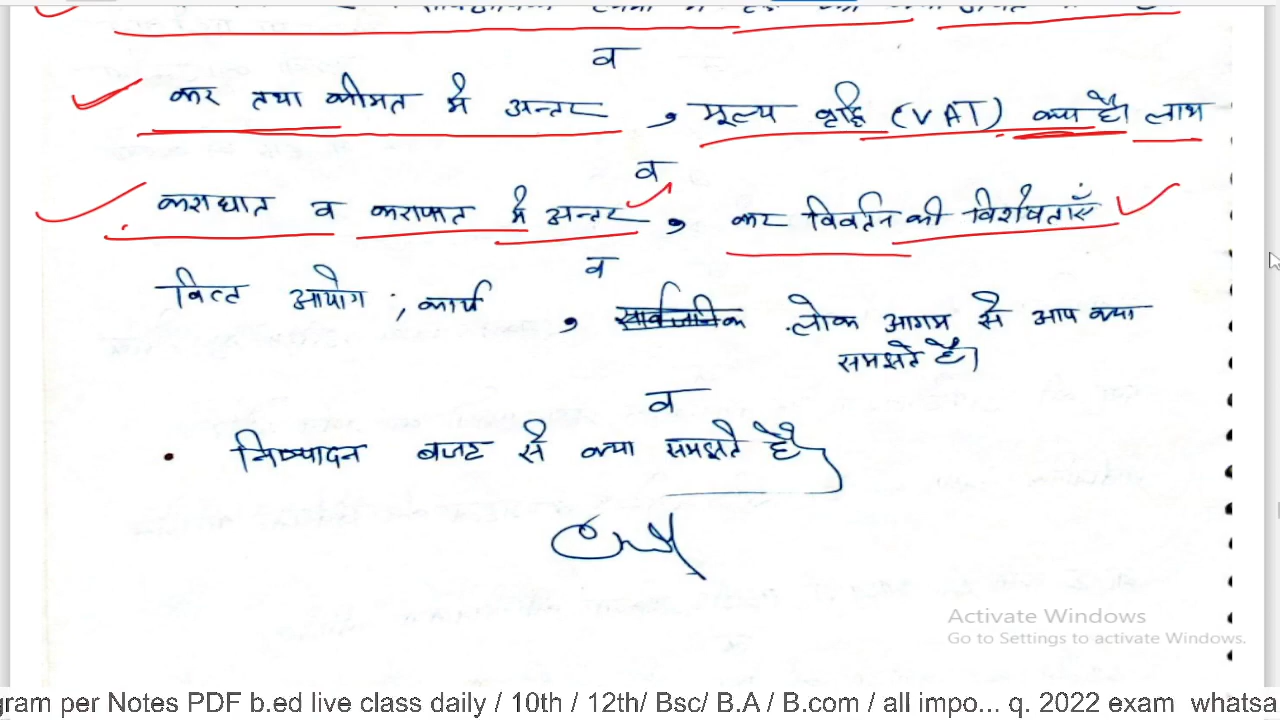 व
कर तथा कीमत में अन्तर , मूल्य वृद्धि (VAT) क्या है। लाभ
व
कराघात व करापात में अन्तर , कर विवर्तन की विशेषताएँ
व
वित्त आयोग ; कार्य , सार्वजनिक लोक आगम से आप क्या
समझते है।
व
निष्पादन बजट से क्या समझते है?
Activate Windows
Go to Settings to activate Windows.
gram per Notes PDF b.ed live class daily / 10th / 12th/ Bsc/ B.A / B.com / all impo... q. 2022 exam whatsa